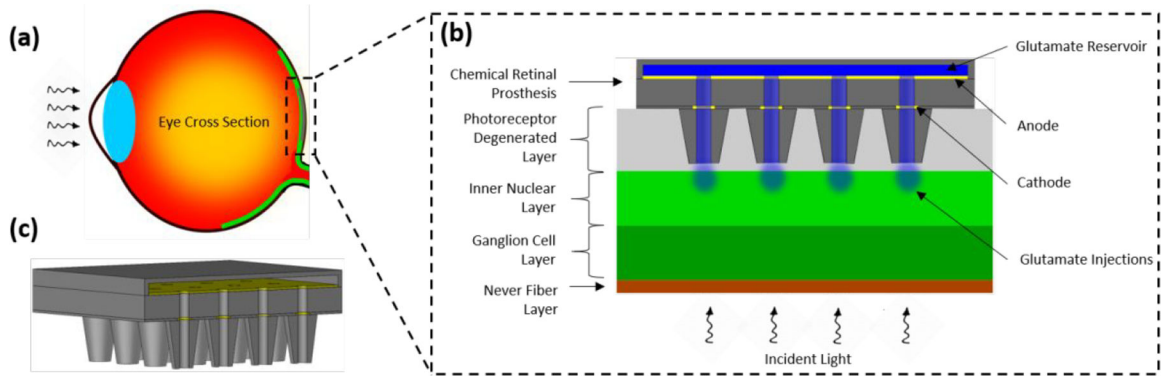 (a)
Eye Cross Section
(c)
(b)
Chemical Retinal
Prosthesis
Photoreceptor
Degenerated
Layer
Inner Nuclear
Layer
Ganglion Cell
Layer
Never Fiber
Layer
Glutamate Reservoir
Anode
Cathode
Glutamate Injections
Incident Light